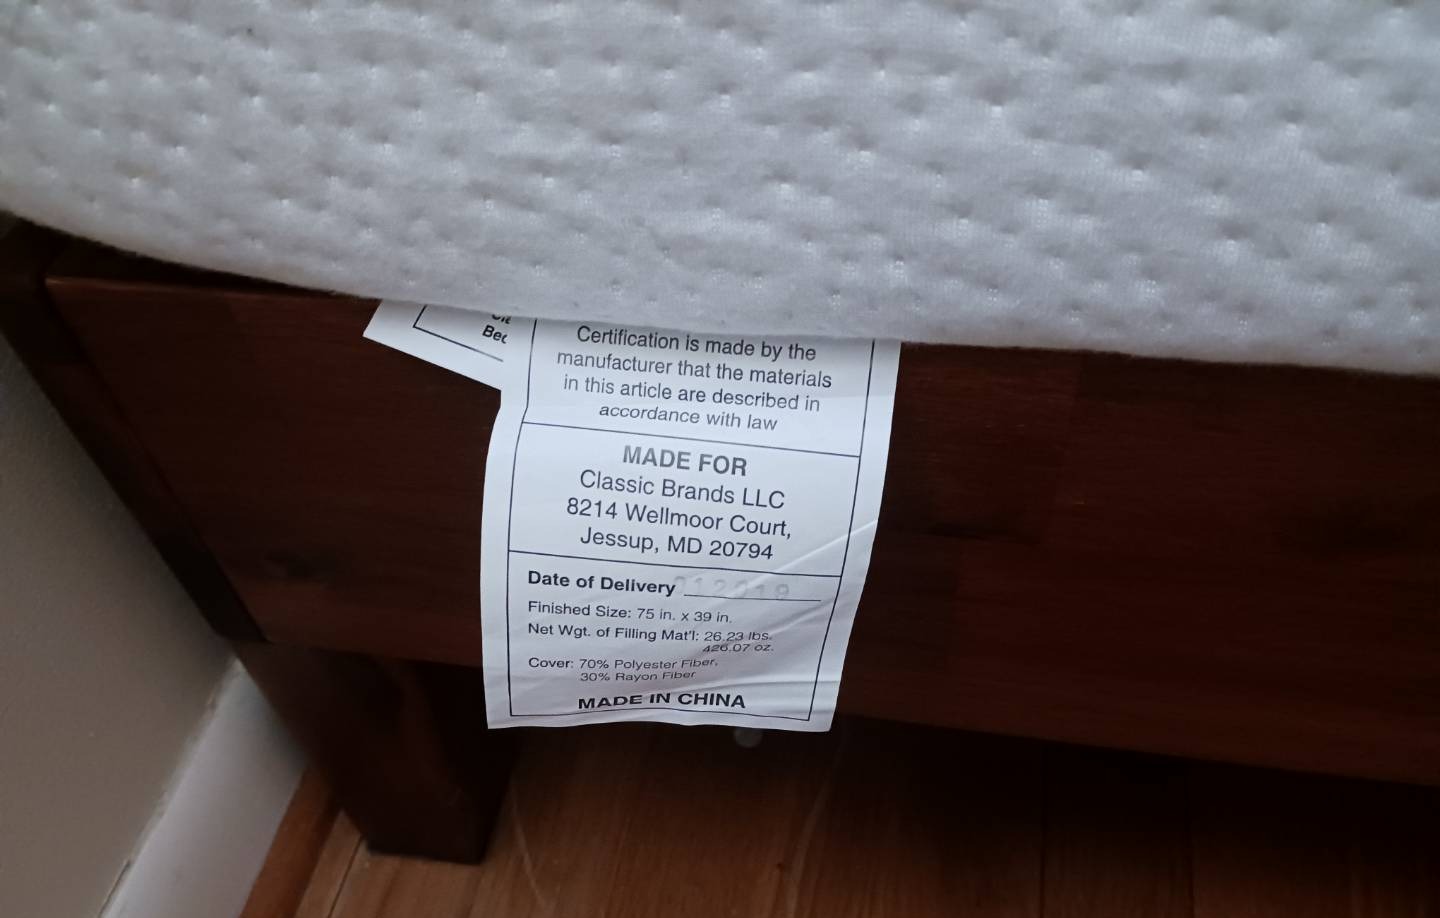 Bec
Certification is made by the
manufacturer that the materials
in this article are described in
accordance with law
MADE FOR
Classic Brands LLC
8214 Wellmoor Court,
Jessup, MD 20794
Date of Delivery 012019
Finished Size: 75 in. x 39 in.
Net Wgt. of Filling Mat'l: 26.23 lbs.
426.07 oz.
Cover: 70% Polyester Fiber,
30% Rayon Fiber
MADE IN CHINA